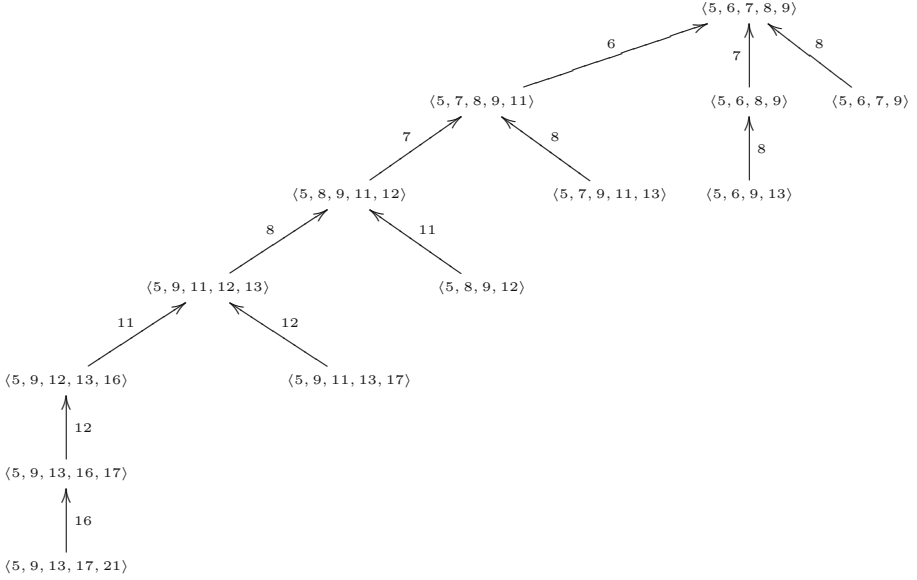 ⟨5, 6, 7, 8, 9⟩
6
7
8
⟨5, 7, 8, 9, 11⟩
⟨5, 6, 8, 9⟩
⟨5, 6, 7, 9⟩
7
8
8
⟨5, 8, 9, 11, 12⟩
⟨5, 7, 9, 11, 13⟩
⟨5, 6, 9, 13⟩
8
11
⟨5, 9, 11, 12, 13⟩
⟨5, 8, 9, 12⟩
11
12
⟨5, 9, 12, 13, 16⟩
⟨5, 9, 11, 13, 17⟩
12
⟨5, 9, 13, 16, 17⟩
16
⟨5, 9, 13, 17, 21⟩